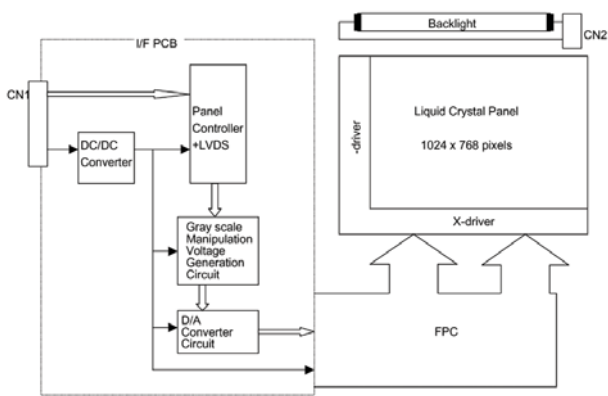 I/F PCB
CN1
Panel
Controller
+LVDS
DC/DC
Converter
Gray scale
Manipulation
Voltage
Generation
Circuit
D/A
Converter
Circuit
Backlight
CN2
Liquid Crystal Panel
1024 x 768 pixels
-driver
X-driver
FPC